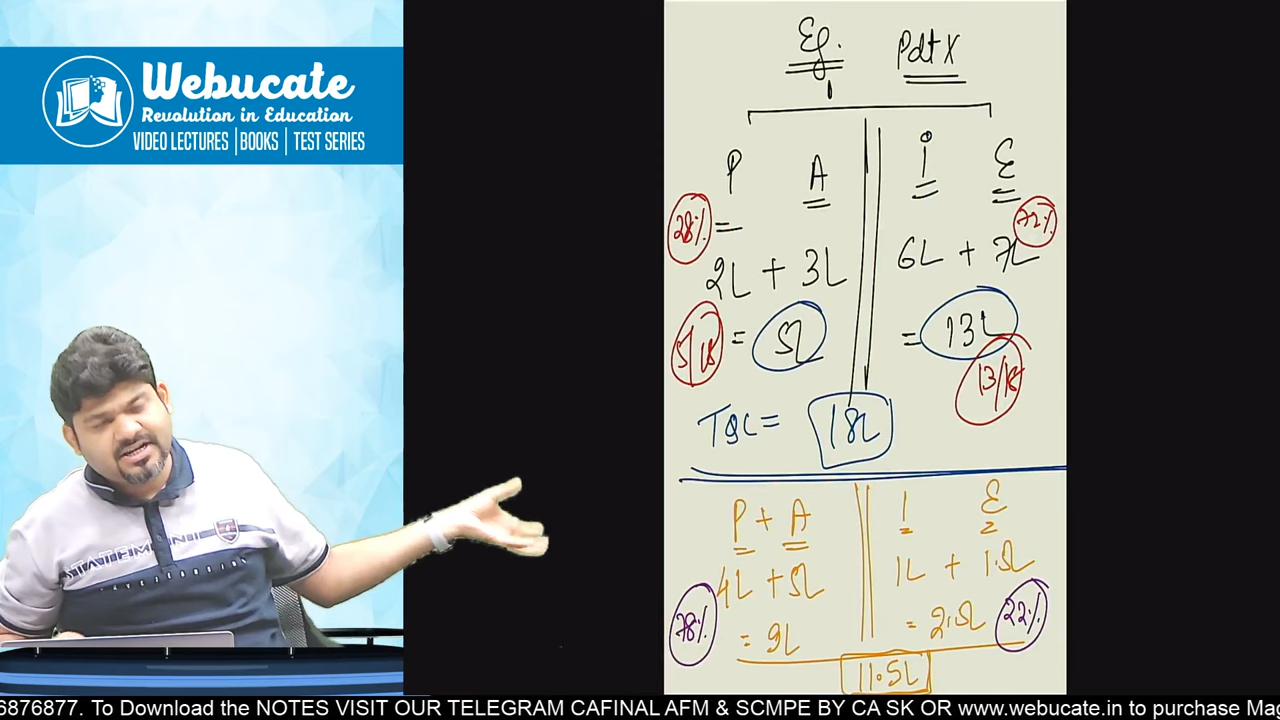 Webucate
Revolution in Education
VIDEO LECTURES | BOOKS | TEST SERIES
Eg. Pdt X
P A I E
28% 72%
2L + 3L 6L + 7L
5/18 = 5L = 13L
13/18
TQC = 18L
P + A I E
4L + 5L 1L + 1.5L
78% = 9L = 2.5L 22%
11.5L
6876877. To Download the NOTES VISIT OUR TELEGRAM CAFINAL AFM & SCMPE BY CA SK OR www.webucate.in to purchase Mac